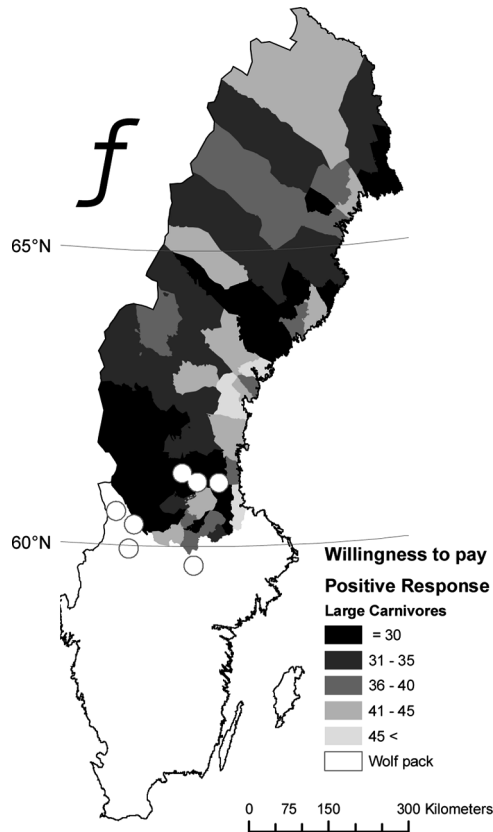 ƒ
65°N
60°N
Willingness to pay
Positive Response
Large Carnivores
= 30
31 - 35
36 - 40
41 - 45
45 <
Wolf pack
0 75 150 300 Kilometers